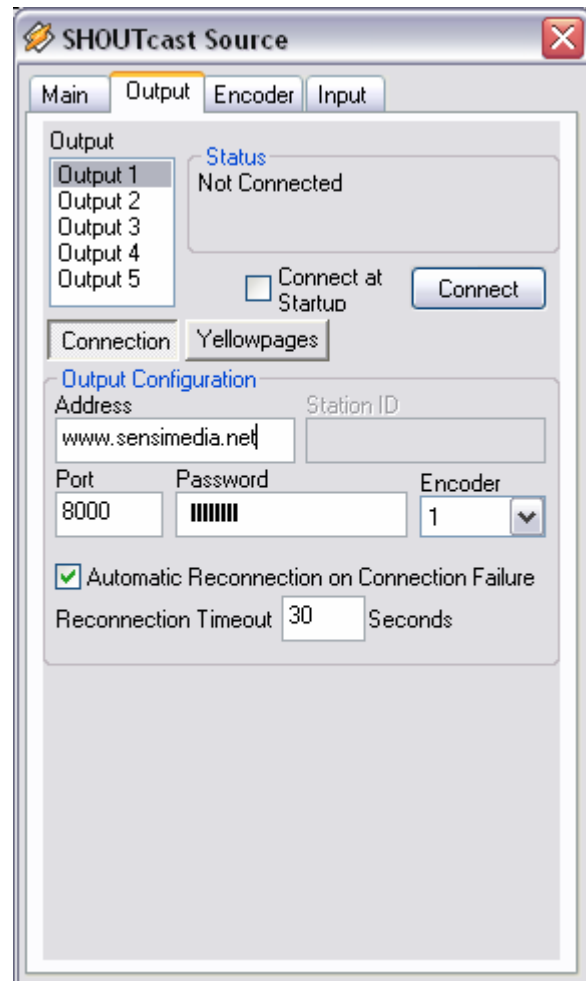 SHOUTcast Source
Main Output Encoder Input
Output
Status
Output 1
Output 2
Output 3
Output 4
Output 5
Not Connected
Connect at
Startup
Connect
Connection Yellowpages
Output Configuration
Address Station ID
www.sensimedia.net
Port Password Encoder
8000 1
Automatic Reconnection on Connection Failure
Reconnection Timeout 30 Seconds